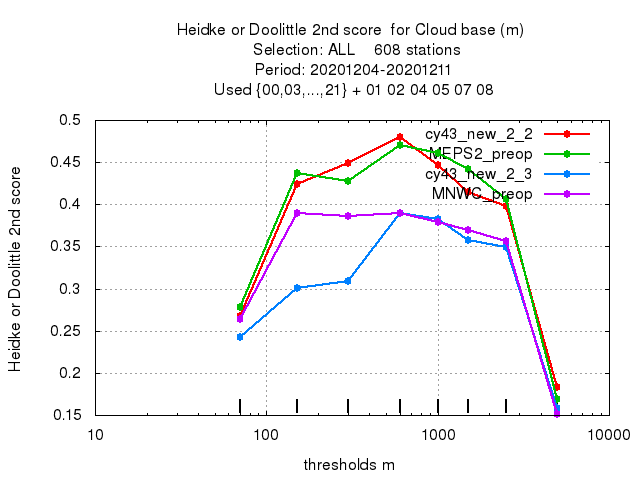 Heidke or Doolittle 2nd score  for Cloud base (m)
Selection: ALL    608 stations
Period: 20201204-20201211
Used {00,03,...,21} + 01 02 04 05 07 08
Heidke or Doolittle 2nd score
0.5
0.45
0.4
0.35
0.3
0.25
0.2
0.15
cy43_new_2_2
MEPS2_preop
cy43_new_2_3
MNWC_preop
10 100 1000 10000
thresholds m